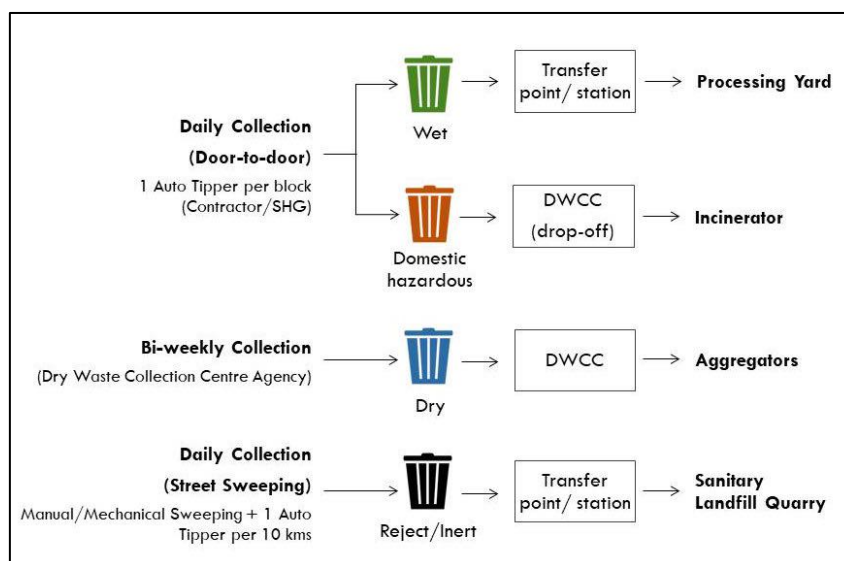 Daily Collection
(Door-to-door)
1 Auto Tipper per block
(Contractor/SHG)
Wet
Transfer
point/ station
Processing Yard
Domestic
hazardous
DWCC
(drop-off)
Incinerator
Bi-weekly Collection
(Dry Waste Collection Centre Agency)
Dry
DWCC
Aggregators
Daily Collection
(Street Sweeping)
Manual/Mechanical Sweeping + 1 Auto
Tipper per 10 kms
Reject/Inert
Transfer
point/ station
Sanitary
Landfill Quarry